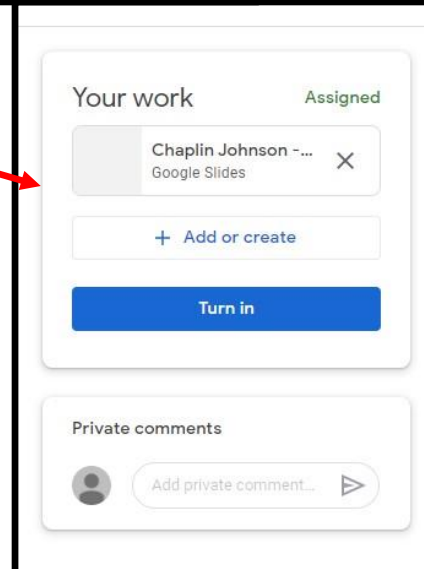 Your work Assigned
Chaplin Johnson -...
Google Slides
+ Add or create
Turn in
Private comments
Add private comment...